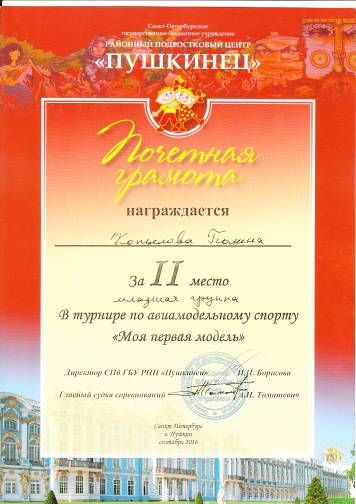 Санкт-Петербургское
государственное бюджетное учреждение
РАЙОННЫЙ ПОДРОСТКОВЫЙ ЦЕНТР
«ПУШКИНЕЦ»
Почетная
грамота
награждается
Копылова
За II место
младшая группа
В турнире по авиамодельному спорту
«Моя первая модель»
Директор СПб ГБУ РПЦ «Пушкинец» И.П. Борисова
Главный судья соревнований А.Н. Томашевич
Санкт-Петербург
г. Пушкин
сентябрь 2016